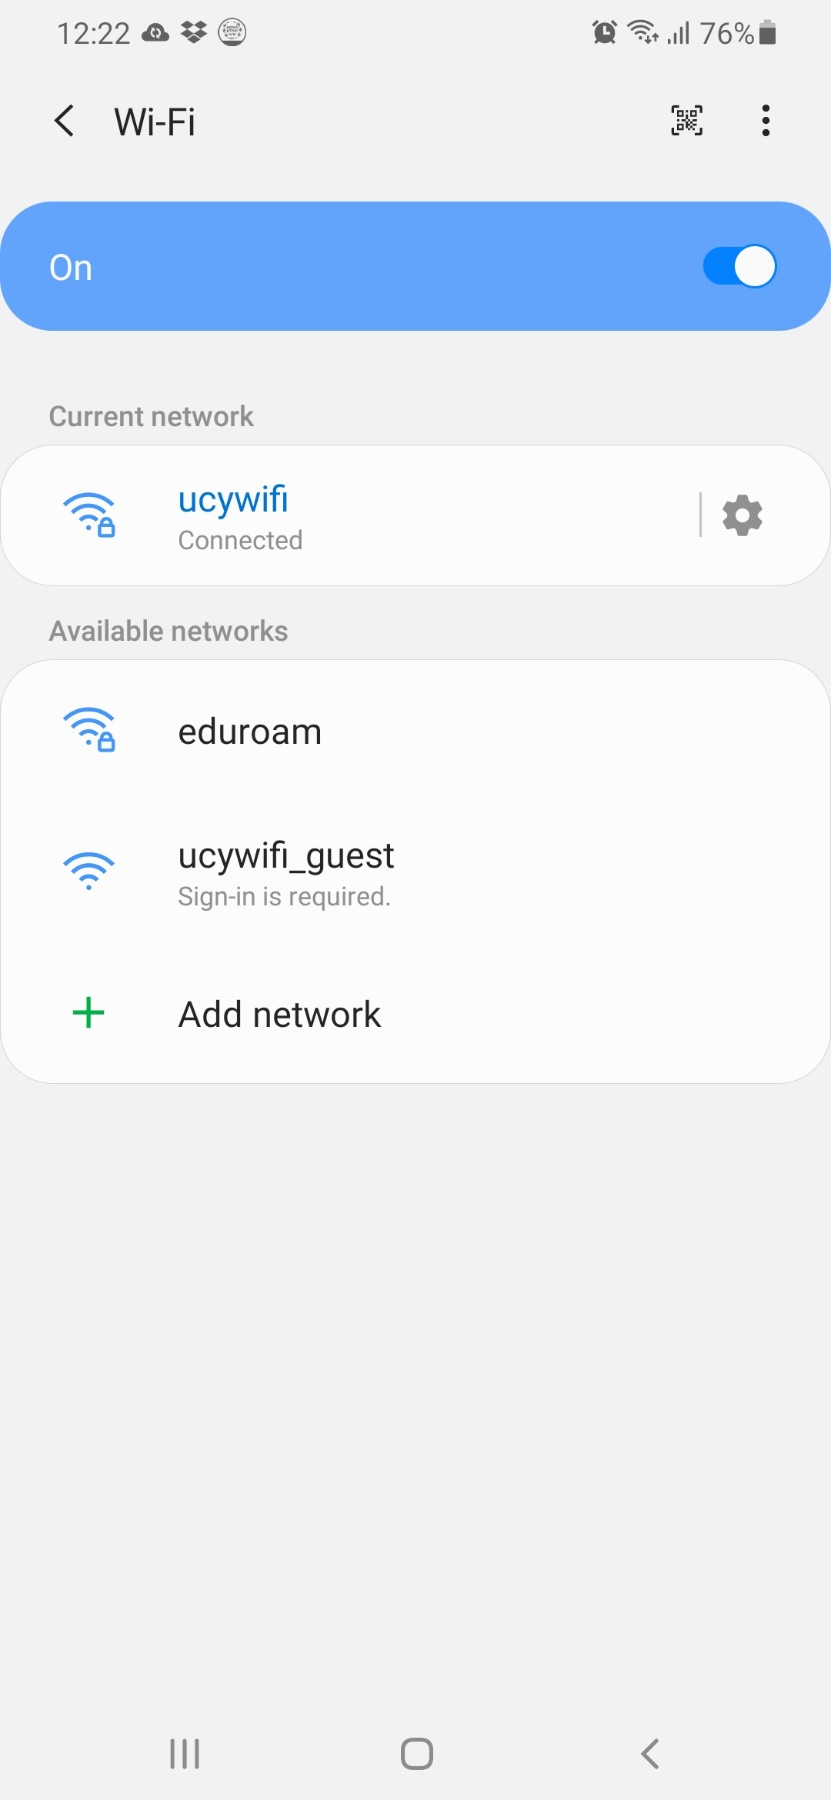 12:22 76%
Wi-Fi
On
Current network
ucywifi
Connected
Available networks
eduroam
ucywifi_guest
Sign-in is required.
Add network